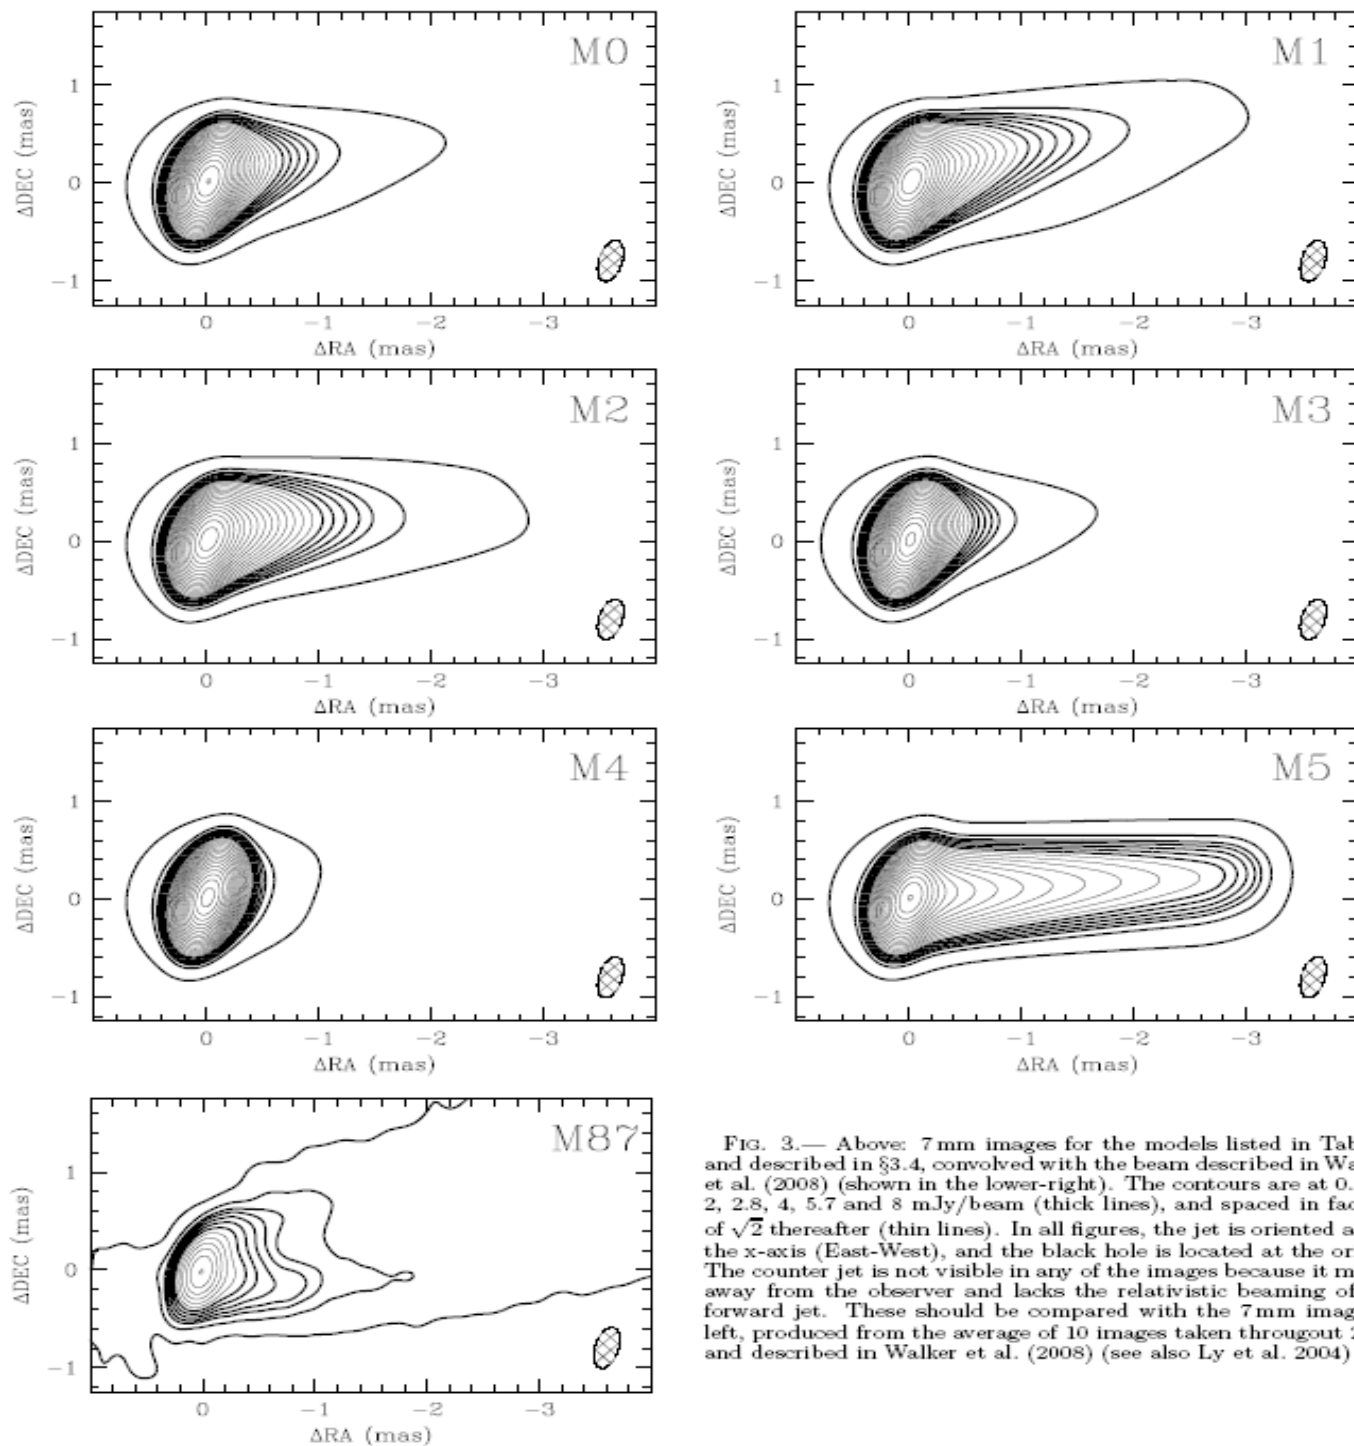 M0
M1
1
0
−1
ΔDEC (mas)
0
−1
−2
−3
ΔRA (mas)
1
0
−1
ΔDEC (mas)
0
−1
−2
−3
ΔRA (mas)
M2
M3
1
0
−1
ΔDEC (mas)
0
−1
−2
−3
ΔRA (mas)
1
0
−1
ΔDEC (mas)
0
−1
−2
−3
ΔRA (mas)
M4
M5
1
0
−1
ΔDEC (mas)
0
−1
−2
−3
ΔRA (mas)
1
0
−1
ΔDEC (mas)
0
−1
−2
−3
ΔRA (mas)
M87
1
0
−1
ΔDEC (mas)
0
−1
−2
−3
ΔRA (mas)
FIG. 3.— Above: 7 mm images for the models listed in Tab
and described in §3.4, convolved with the beam described in Wa
et al. (2008) (shown in the lower-right). The contours are at 0.
2, 2.8, 4, 5.7 and 8 mJy/beam (thick lines), and spaced in fac
of √2 thereafter (thin lines). In all figures, the jet is oriented a
the x-axis (East-West), and the black hole is located at the or
The counter jet is not visible in any of the images because it m
away from the observer and lacks the relativistic beaming of
forward jet. These should be compared with the 7 mm imag
left, produced from the average of 10 images taken througout 2
and described in Walker et al. (2008) (see also Ly et al. 2004)